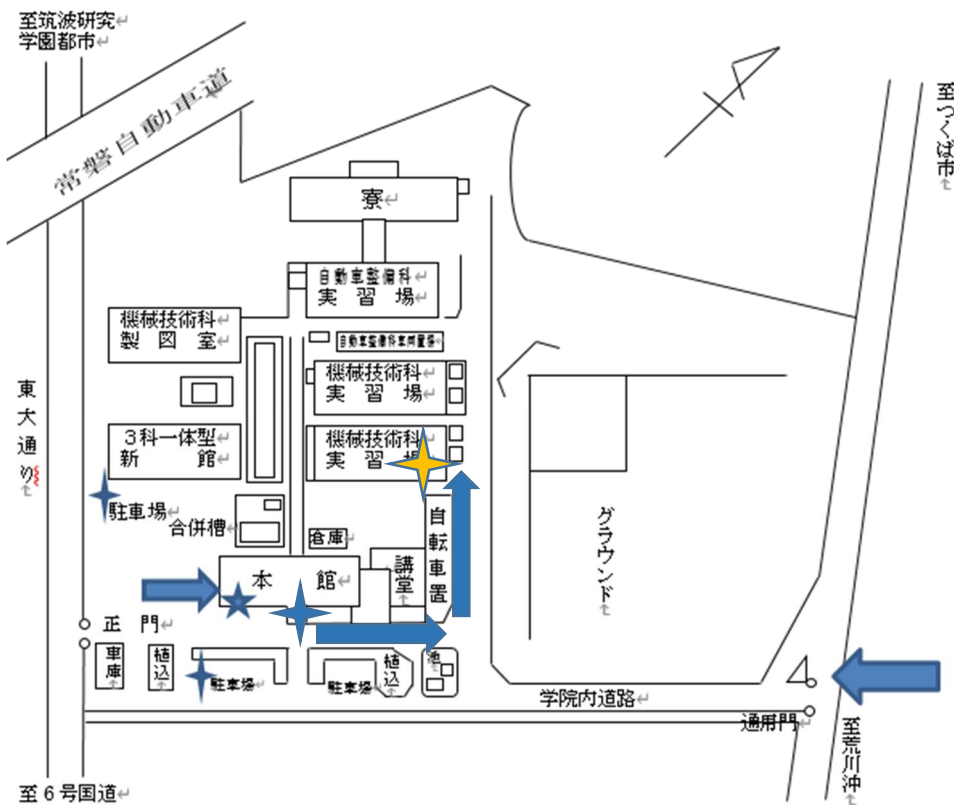 至筑波研究
学園都市
常磐自動車道
至つくば市
寮
自動車整備科
実習場
機械技術科
製図室
自動車整備科車両置場
機械技術科
実習場
東大通り
3科一体型
新館
機械技術科
実習場
駐車場
合併槽
倉庫
自転車置
グラウンド
本館
講堂
正門
車庫
植込
駐車場
駐車場
植込
池
学院内道路
通用門
至荒川沖
至6号国道